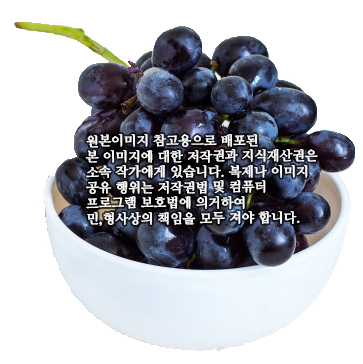 원본이미지 참고용으로 배포된
본 이미지에 대한 저작권과 지식재산권은
소속 작가에게 있습니다. 복제나 이미지
공유 행위는 저작권법 및 컴퓨터
프로그램 보호법에 의거하여
민,형사상의 책임을 모두 져야 합니다.